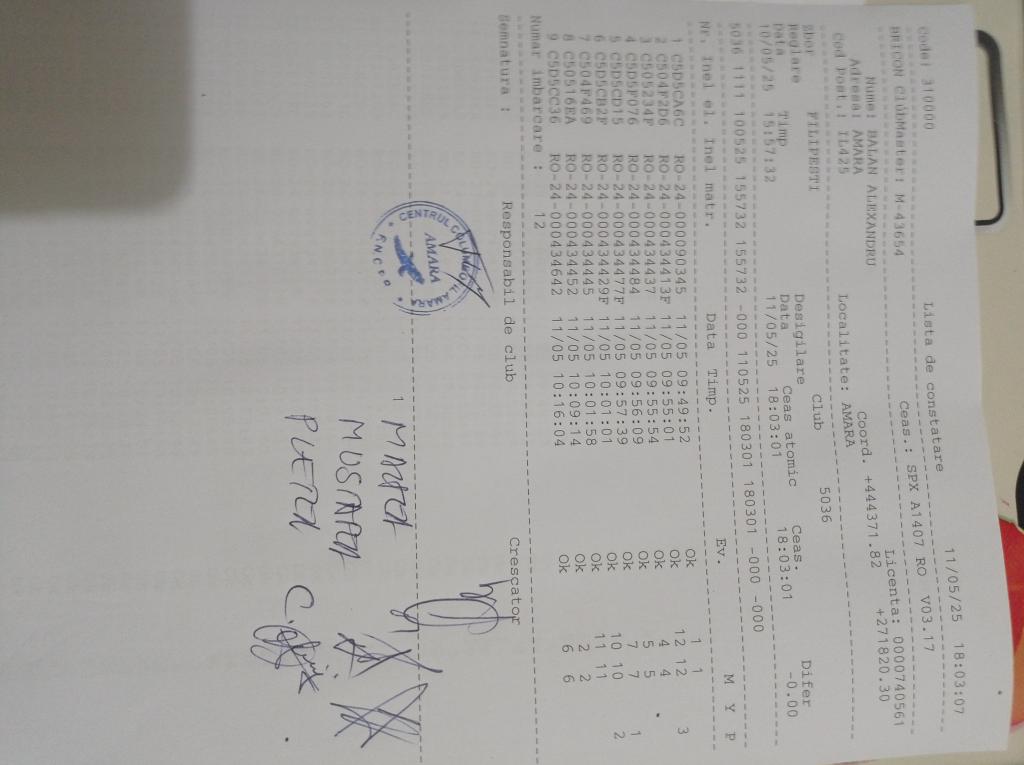 11/05/25 18:03:07
Lista de constatare
Code: 310000 Ceas.: SPX A1407 RO V03.17
BRICON ClubMaster: M-43654 Licenta: 0000740561
Nume: BALAN ALEXANDRU Coord. +444371.82 +271820.30
Adresa: AMARA Localitate: AMARA
Cod Post.: IL425
Club 5036
Zbor FILIPESTI
Reglare Desigilare
Data Timp Data Ceas atomic Ceas. Difer
10/05/25 15:57:32 11/05/25 18:03:01 18:03:01 -0.00
5036 1111 100525 155732 155732 -000 110525 180301 180301 -000 -000
Nr. Inel el. Inel matr. Data Timp. Ev. M Y P
1 C5D5CA6C RO-24-000090345 11/05 09:49:52 Ok 1 1
2 C504F2D6 RO-24-000434413F 11/05 09:55:01 Ok 12 12 3
3 C505234F RO-24-000434437 11/05 09:55:54 Ok 4 4
4 C5D5F076 RO-24-000434484 11/05 09:56:09 Ok 5 5
5 C5D5CD15 RO-24-000434477F 11/05 09:57:39 Ok 7 7 1
6 C5D5CB2F RO-24-000434429F 11/05 10:01:01 Ok 10 10 2
7 C504F469 RO-24-000434445 11/05 10:01:58 Ok 11 11
8 C50516EA RO-24-000434452 11/05 10:09:14 Ok 2 2
9 C5D5CC36 RO-24-000434642 11/05 10:16:04 Ok 6 6
Numar imbarcare : 12
Semnatura : Responsabil de club Crescator
CENTRUL COLUMBOFIL AMARA
AMARA
1
MUSTATEA
PLETEA C.